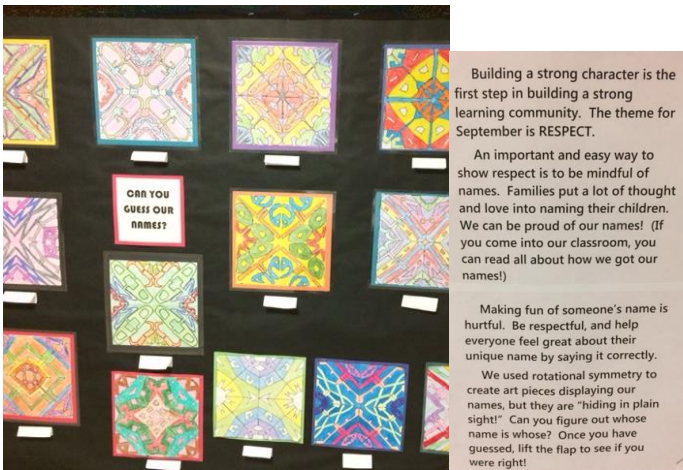 CAN YOU
GUESS OUR
NAMES?
Building a strong character is the
first step in building a strong
learning community. The theme for
September is RESPECT.
An important and easy way to
show respect is to be mindful of
names. Families put a lot of thought
and love into naming their children.
We can be proud of our names! (If
you come into our classroom, you
can read all about how we got our
names!)
Making fun of someone's name is
hurtful. Be respectful, and help
everyone feel great about their
unique name by saying it correctly.
We used rotational symmetry to
create art pieces displaying our
names, but they are "hiding in plain
sight!" Can you figure out whose
name is whose? Once you have
guessed, lift the flap to see if you
were right!